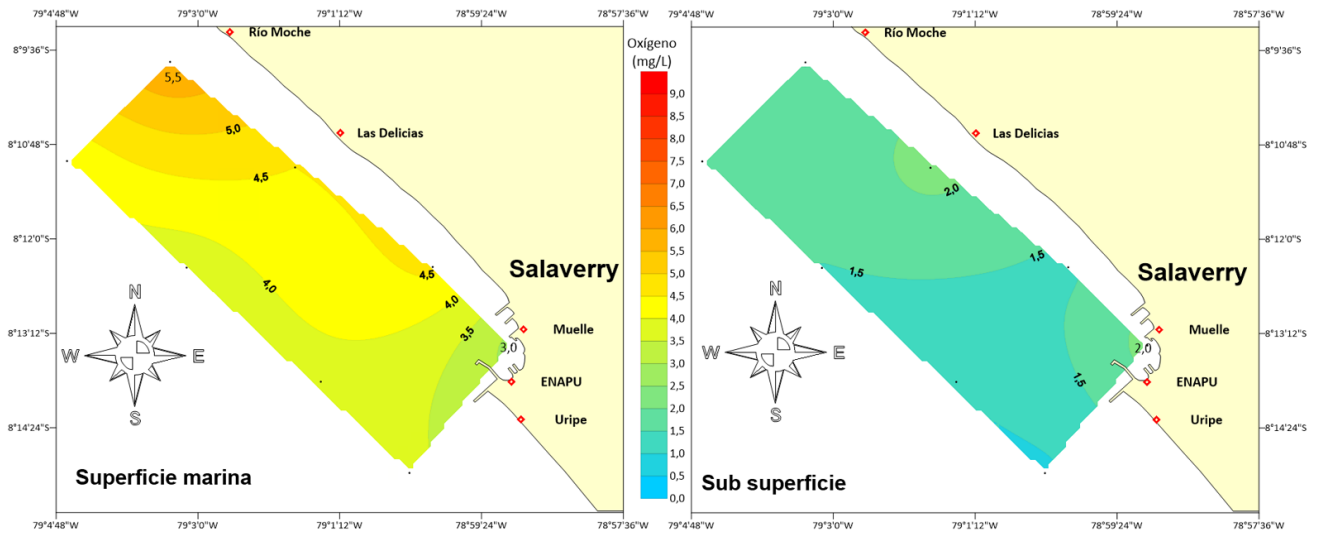 79°4'48"W 79°3'0"W 79°1'12"W 78°59'24"W 78°57'36"W
79°4'48"W 79°3'0"W 79°1'12"W 78°59'24"W 78°57'36"W
8°9'36"S
8°10'48"S
8°12'0"S
8°13'12"S
8°14'24"S
Río Moche
Las Delicias
Salaverry
Muelle
ENAPU
Uripe
5,5
5,0
4,5
4,5
4,0
4,0
3,5
3,0
N
W E
S
Superficie marina
79°4'48"W 79°3'0"W 79°1'12"W 78°59'24"W 78°57'36"W
Oxígeno
(mg/L)
9,0
8,5
8,0
7,5
7,0
6,5
6,0
5,5
5,0
4,5
4,0
3,5
3,0
2,5
2,0
1,5
1,0
0,5
0,0
Río Moche
Las Delicias
Salaverry
Muelle
ENAPU
Uripe
2,0
1,5
1,5
2,0
1,5
N
W E
S
Sub superficie
8°9'36"S
8°10'48"S
8°12'0"S
8°13'12"S
8°14'24"S
79°4'48"W 79°3'0"W 79°1'12"W 78°59'24"W 78°57'36"W